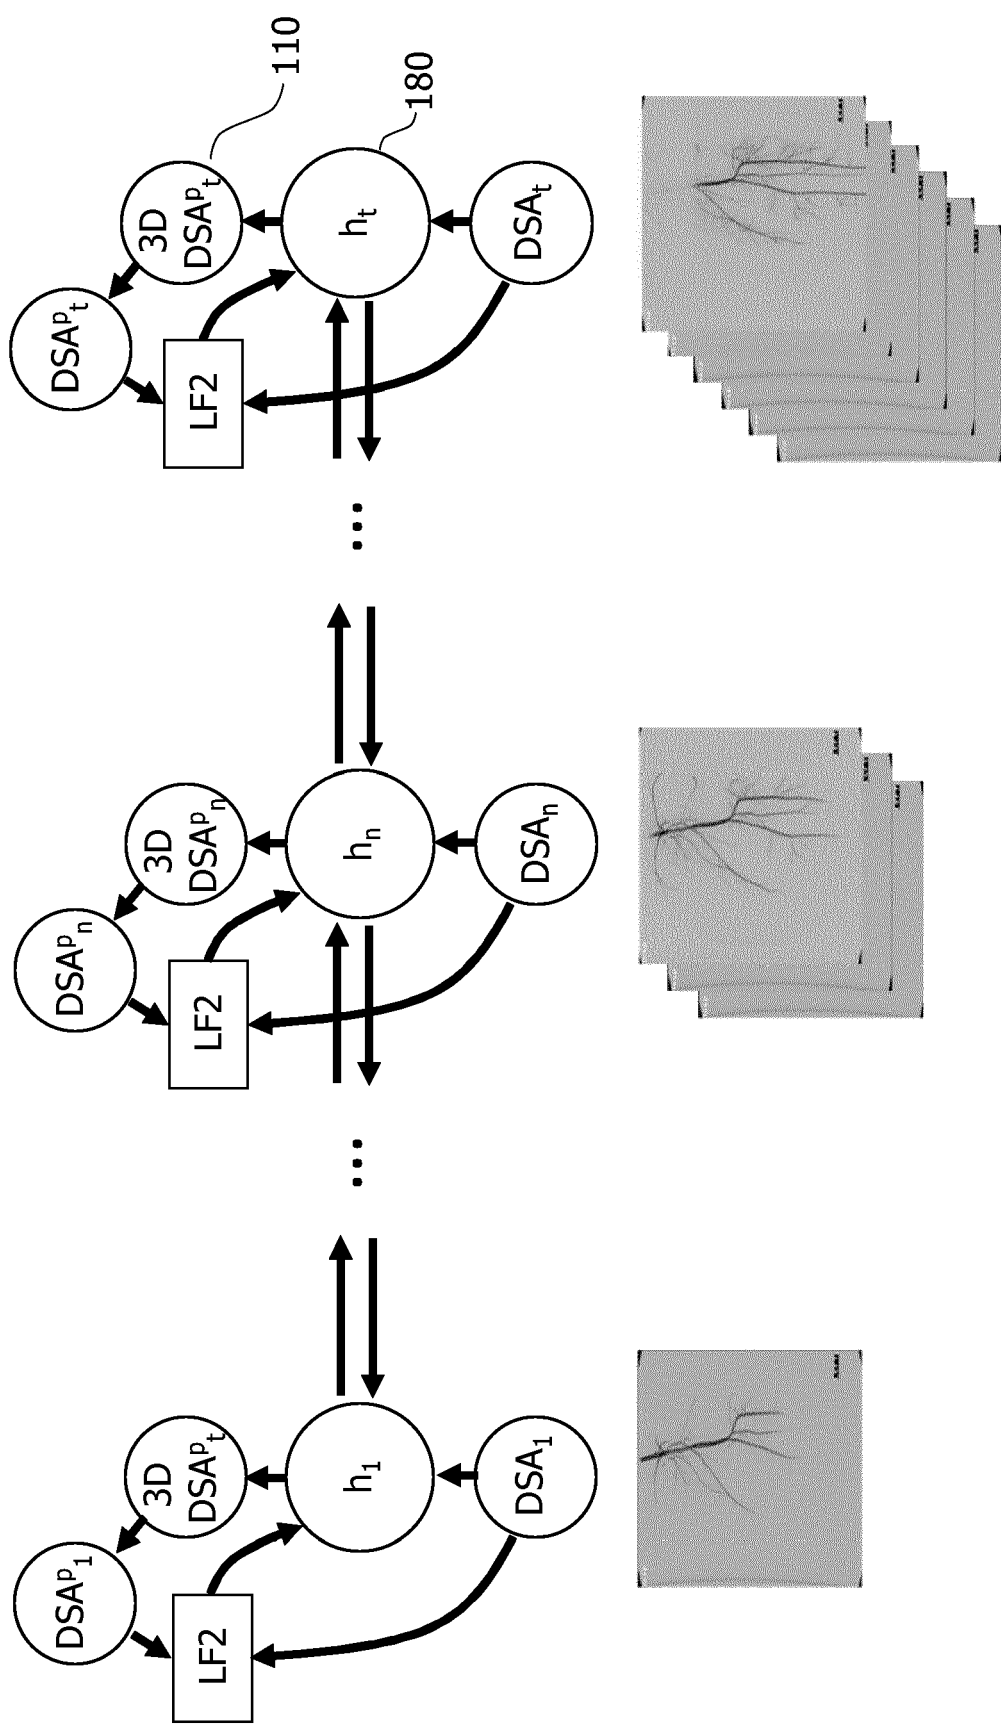 DSAᵖ₁
3D
DSAᵖₜ
LF2
h₁
DSA₁
...
DSAᵖₙ
3D
DSAᵖₙ
LF2
hₙ
DSAₙ
...
DSAᵖₜ
3D
DSAᵖₜ
110
LF2
hₜ
180
DSAₜ